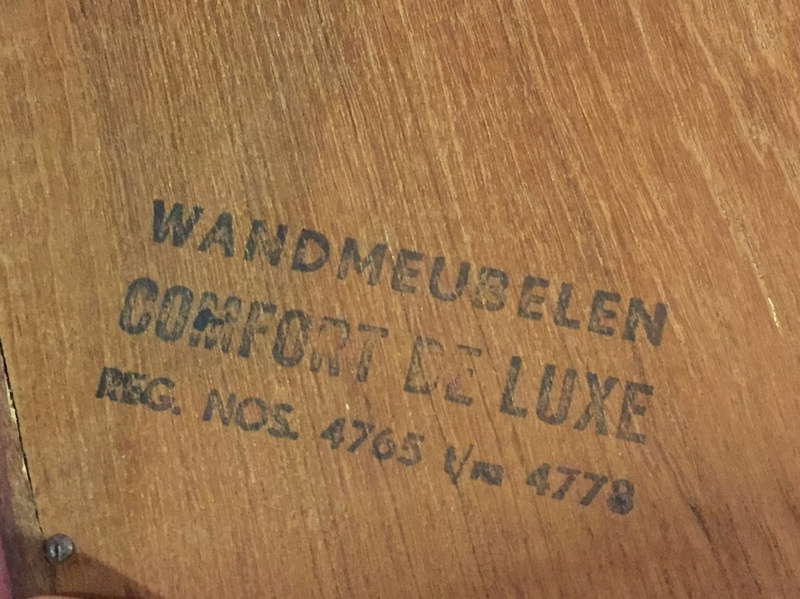 WANDMEUBELEN
COMFORT DE LUXE
REG. NOS. 4765 t/m 4778